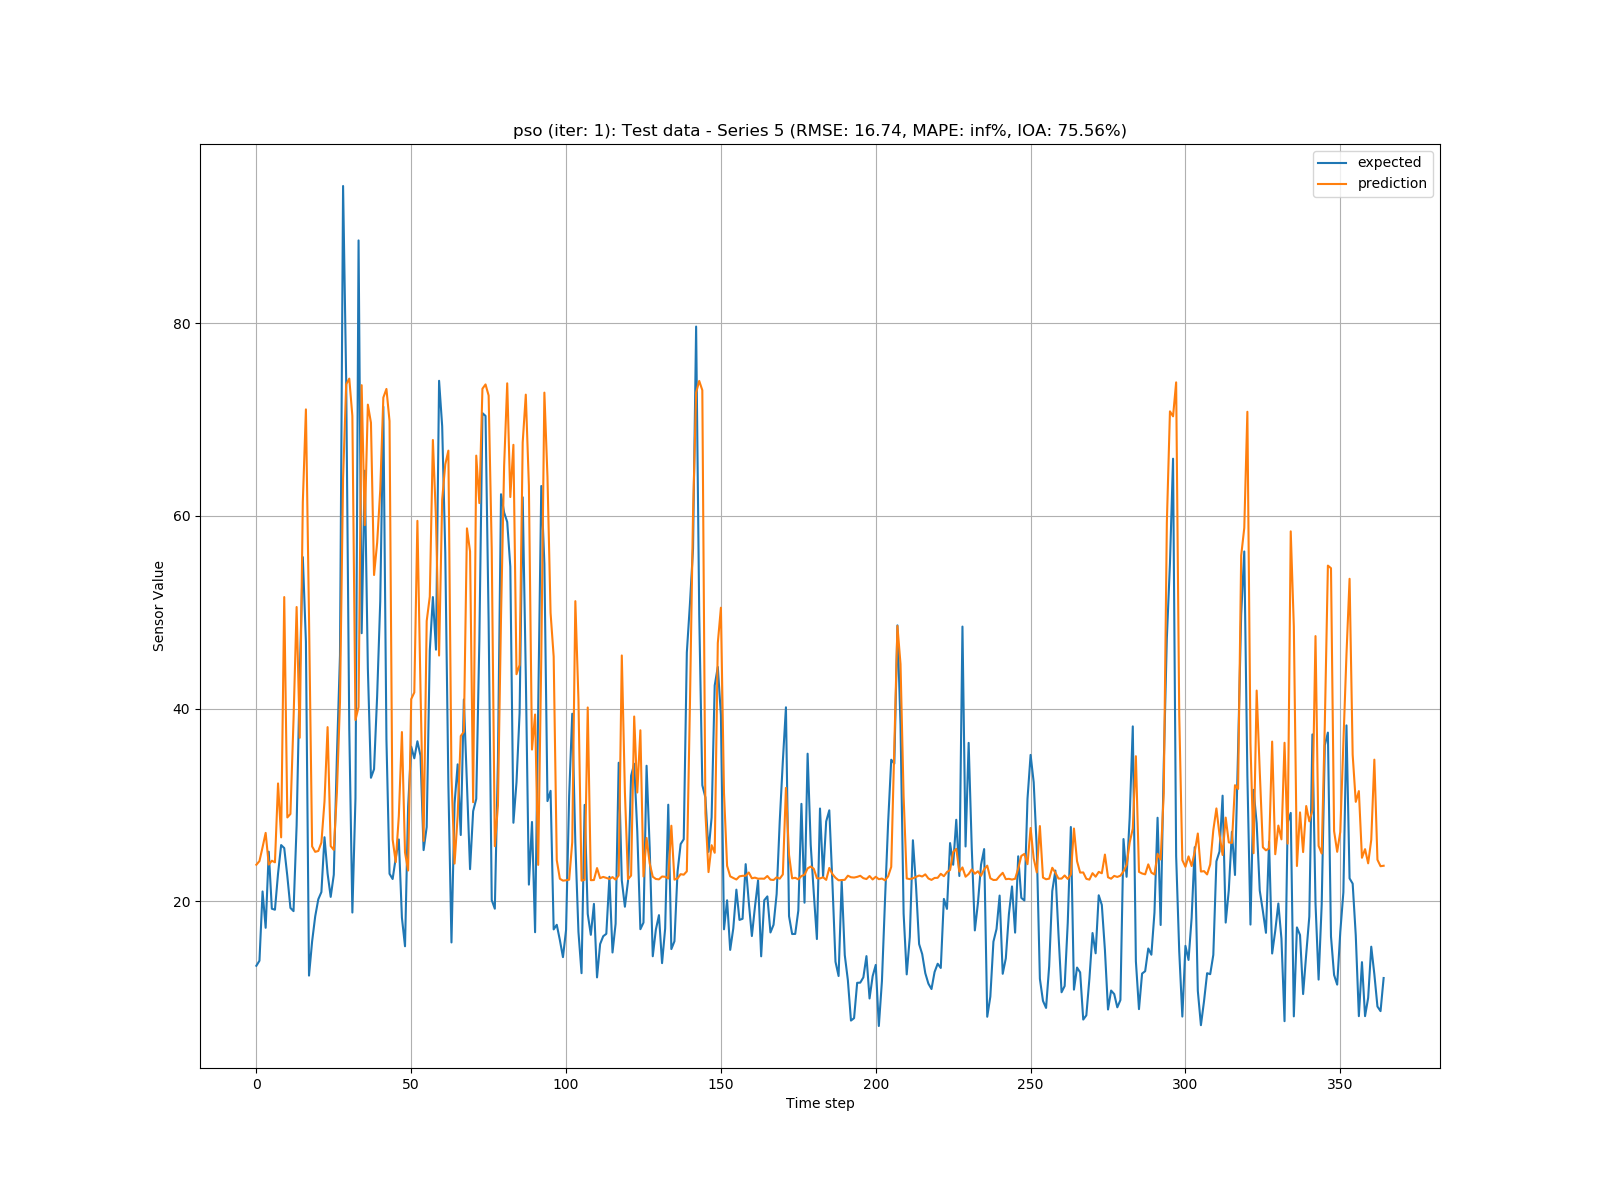 pso (iter: 1): Test data - Series 5 (RMSE: 16.74, MAPE: inf%, IOA: 75.56%)
expected
prediction
80
60
40
20
Sensor Value
0 50 100 150 200 250 300 350
Time step